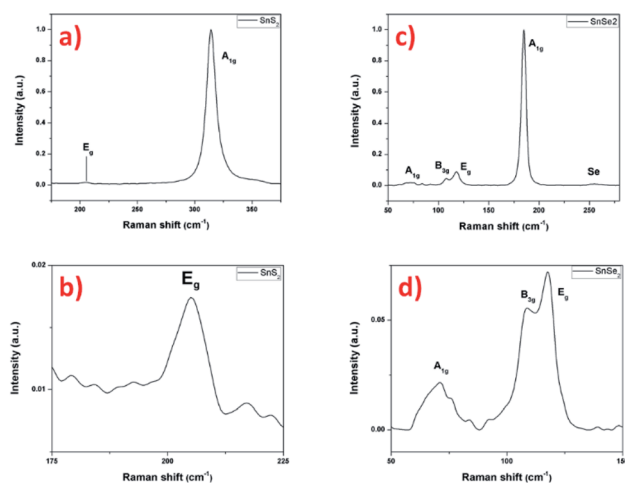 a)
SnS₂
1.0
0.8
0.6
0.4
0.2
0.0
Intensity (a.u.)
A₁g
Eg
200 250 300 350
Raman shift (cm⁻¹)
c)
SnSe2
1.0
0.8
0.6
0.4
0.2
0.0
Intensity (a.u.)
A₁g
A₁g
B₃g
Eg
Se
50 100 150 200 250
Raman shift (cm⁻¹)
b)
SnS₂
0.02
0.01
Intensity (a.u.)
Eg
175 200 225
Raman shift (cm⁻¹)
d)
SnSe₂
0.05
0.00
Intensity (a.u.)
A₁g
B₃g
Eg
50 100 150
Raman shift (cm⁻¹)